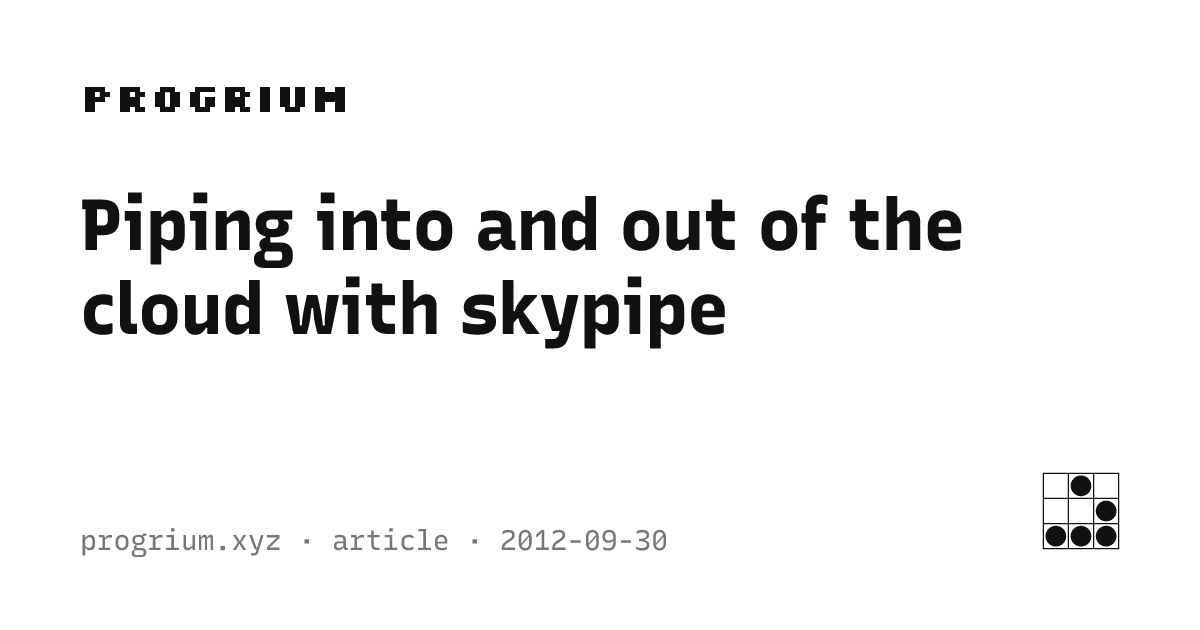 PROGRIUM
Piping into and out of the
cloud with skypipe
progrium.xyz · article · 2012-09-30